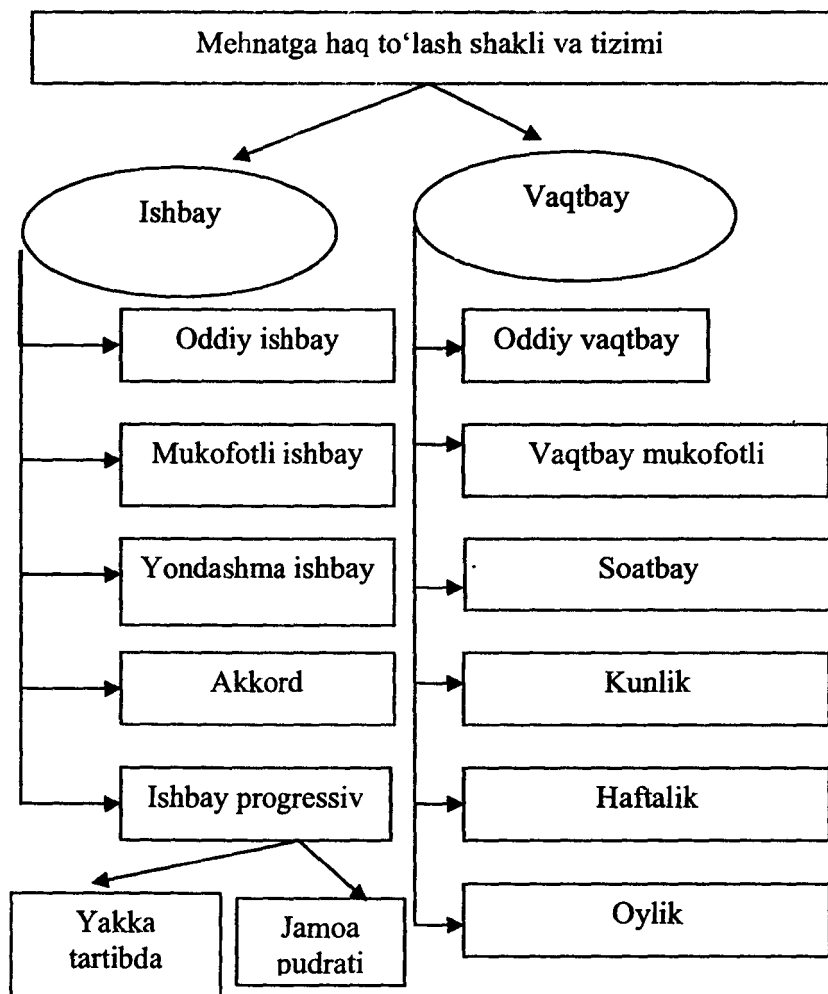 Mehnatga haq to‘lash shakli va tizimi
Ishbay
Vaqtbay
Oddiy ishbay
Mukofotli ishbay
Yondashma ishbay
Akkord
Ishbay progressiv
Yakka
tartibda
Jamoa
pudrati
Oddiy vaqtbay
Vaqtbay mukofotli
Soatbay
Kunlik
Haftalik
Oylik